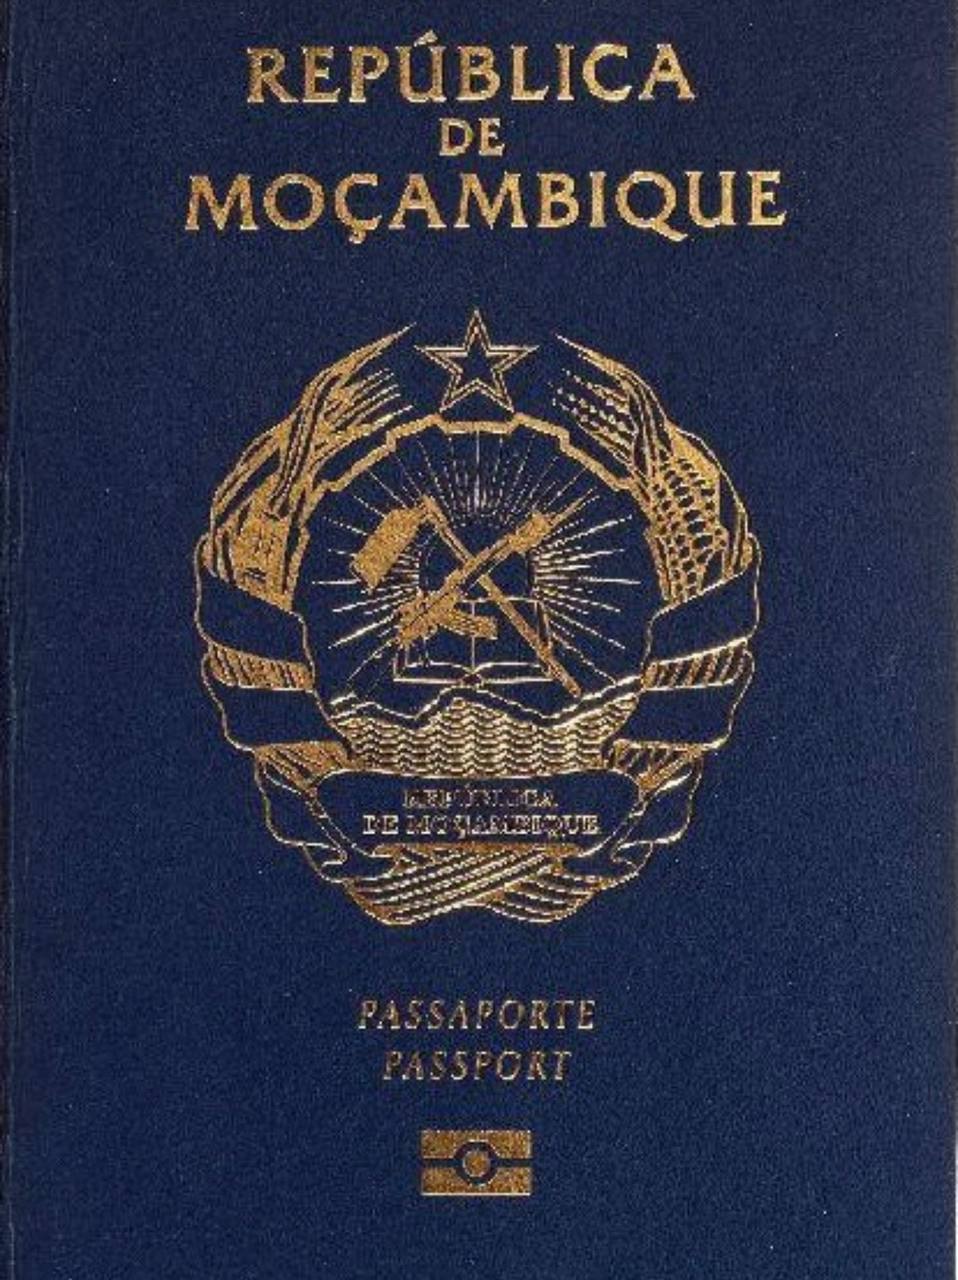 REPÚBLICA
DE
MOÇAMBIQUE
REPÚBLICA
DE MOÇAMBIQUE
PASSAPORTE
PASSPORT